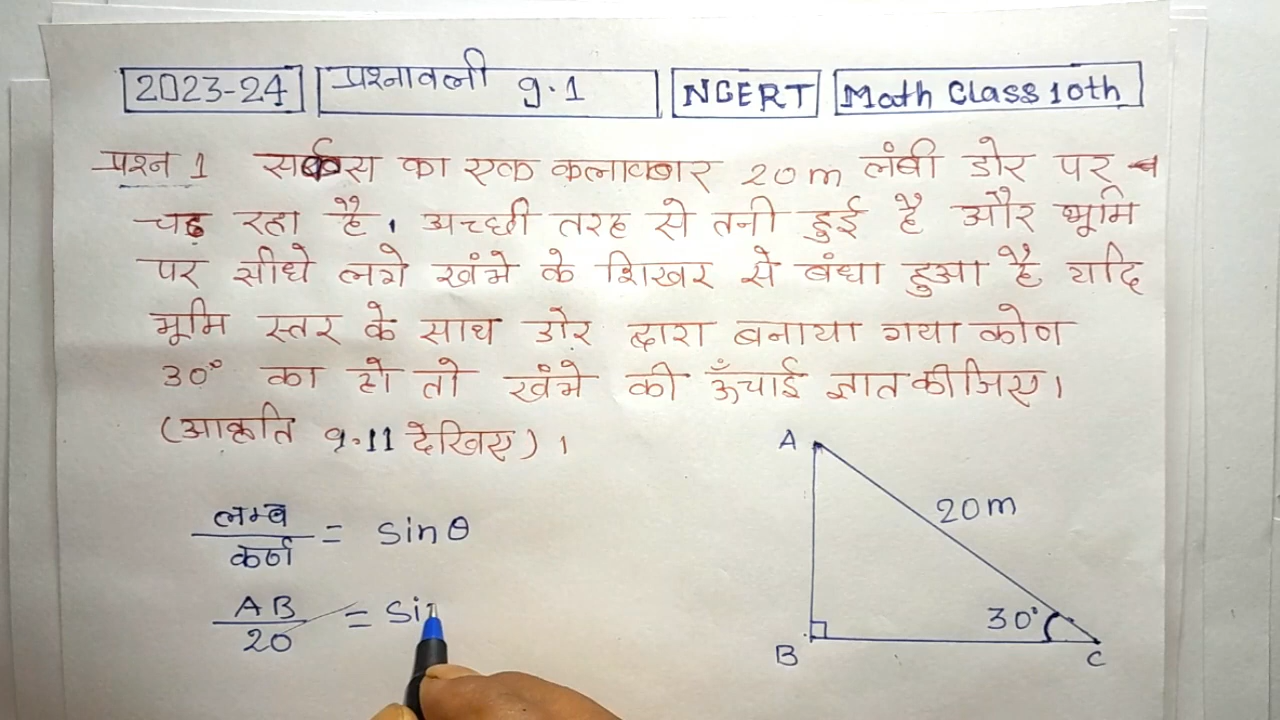 2023-24 प्रश्नावली 9.1 NCERT Math Class 10th
प्रश्न 1 सर्कस का एक कलाकार 20m लंबी डोर पर
चढ़ रहा है। अच्छी तरह से तनी हुई है और भूमि
पर सीधे लगे खंभे के शिखर से बंधा हुआ है यदि
भूमि स्तर के साथ डोर द्वारा बनाया गया कोण
30° का हो तो खंभे की ऊँचाई ज्ञात कीजिए।
(आकृति 9.11 देखिए)।
लम्ब
कर्ण
= sinθ
AB
20
= Si
A
20m
30°
B
C